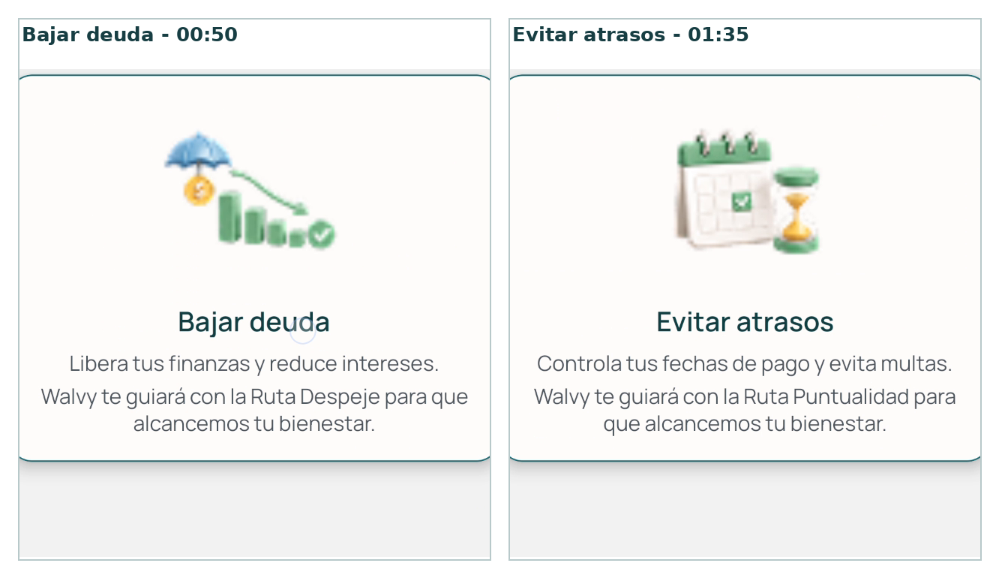 Bajar deuda - 00:50
Bajar deuda
Libera tus finanzas y reduce intereses.
Walvy te guiará con la Ruta Despeje para que
alcancemos tu bienestar.
Evitar atrasos - 01:35
Evitar atrasos
Controla tus fechas de pago y evita multas.
Walvy te guiará con la Ruta Puntualidad para
que alcancemos tu bienestar.